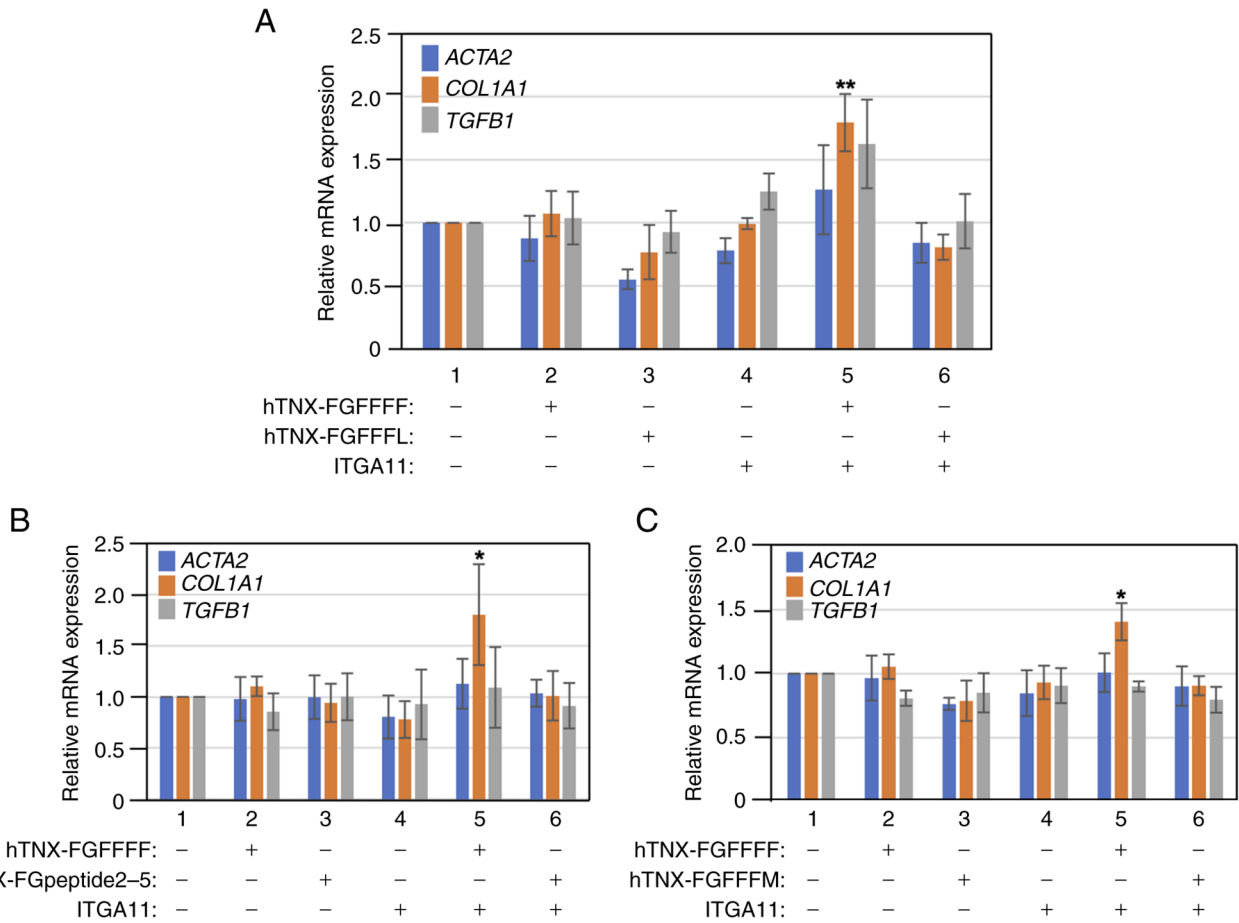 A
2.5
2.0
1.5
1.0
0.5
0
Relative mRNA expression
ACTA2
COL1A1
TGFB1
**
1 2 3 4 5 6
hTNX-FGFFFF: – + – – + –
hTNX-FGFFFL: – – + – – +
ITGA11: – – – + + +
B
2.5
2.0
1.5
1.0
0.5
0
Relative mRNA expression
ACTA2
COL1A1
TGFB1
*
1 2 3 4 5 6
hTNX-FGFFFF: – + – – + –
X-FGpeptide2–5: – – + – – +
ITGA11: – – – + + +
C
2.0
1.5
1.0
0.5
0
Relative mRNA expression
ACTA2
COL1A1
TGFB1
*
1 2 3 4 5 6
hTNX-FGFFFF: – + – – + –
hTNX-FGFFFM: – – + – – +
ITGA11: – – – + + +